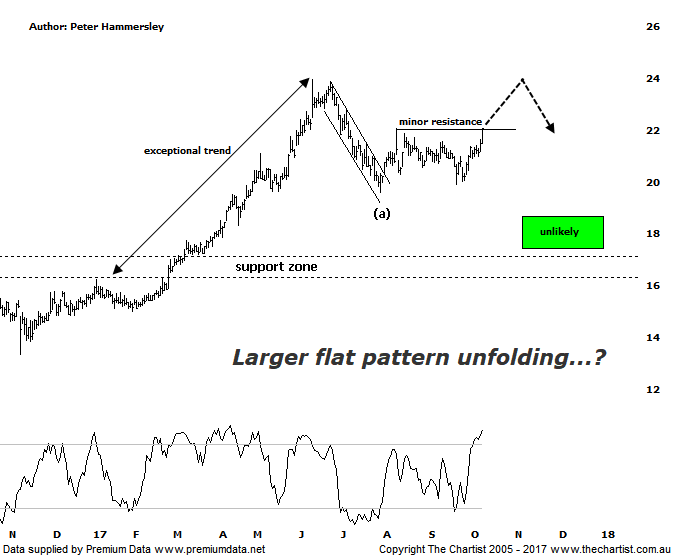 Author: Peter Hammersley
26
24
minor resistance
22
exceptional trend
20
(a)
unlikely
18
support zone
16
14
Larger flat pattern unfolding...?
12
N D 17 F M A M J J A S O N D 18
Data supplied by Premium Data www.premiumdata.net
Copyright The Chartist 2005 - 2017 www.thechartist.com.au